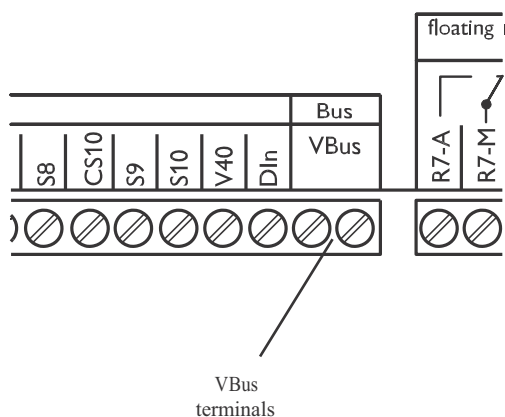 floating
Bus
VBus
S8
CS10
S9
S10
V40
DIn
R7-A
R7-M
VBus
terminals